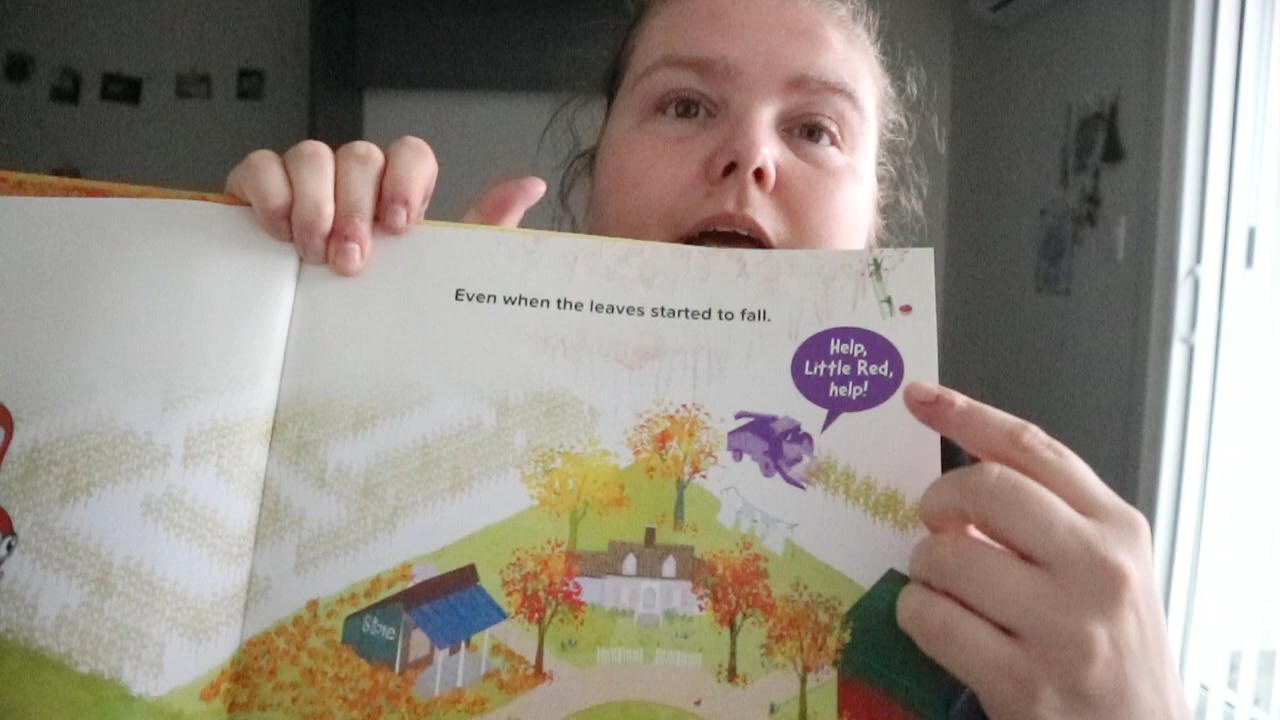 Even when the leaves started to fall.
Help,
Little Red,
help!
Store